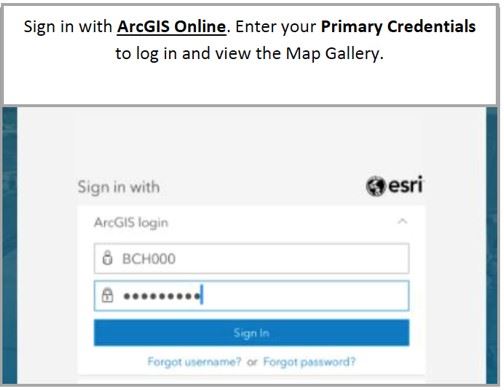 Sign in with ArcGIS Online. Enter your Primary Credentials
to log in and view the Map Gallery.
Sign in with
esri
ArcGIS login
BCH000
•••••••••
Sign In
Forgot username? or Forgot password?